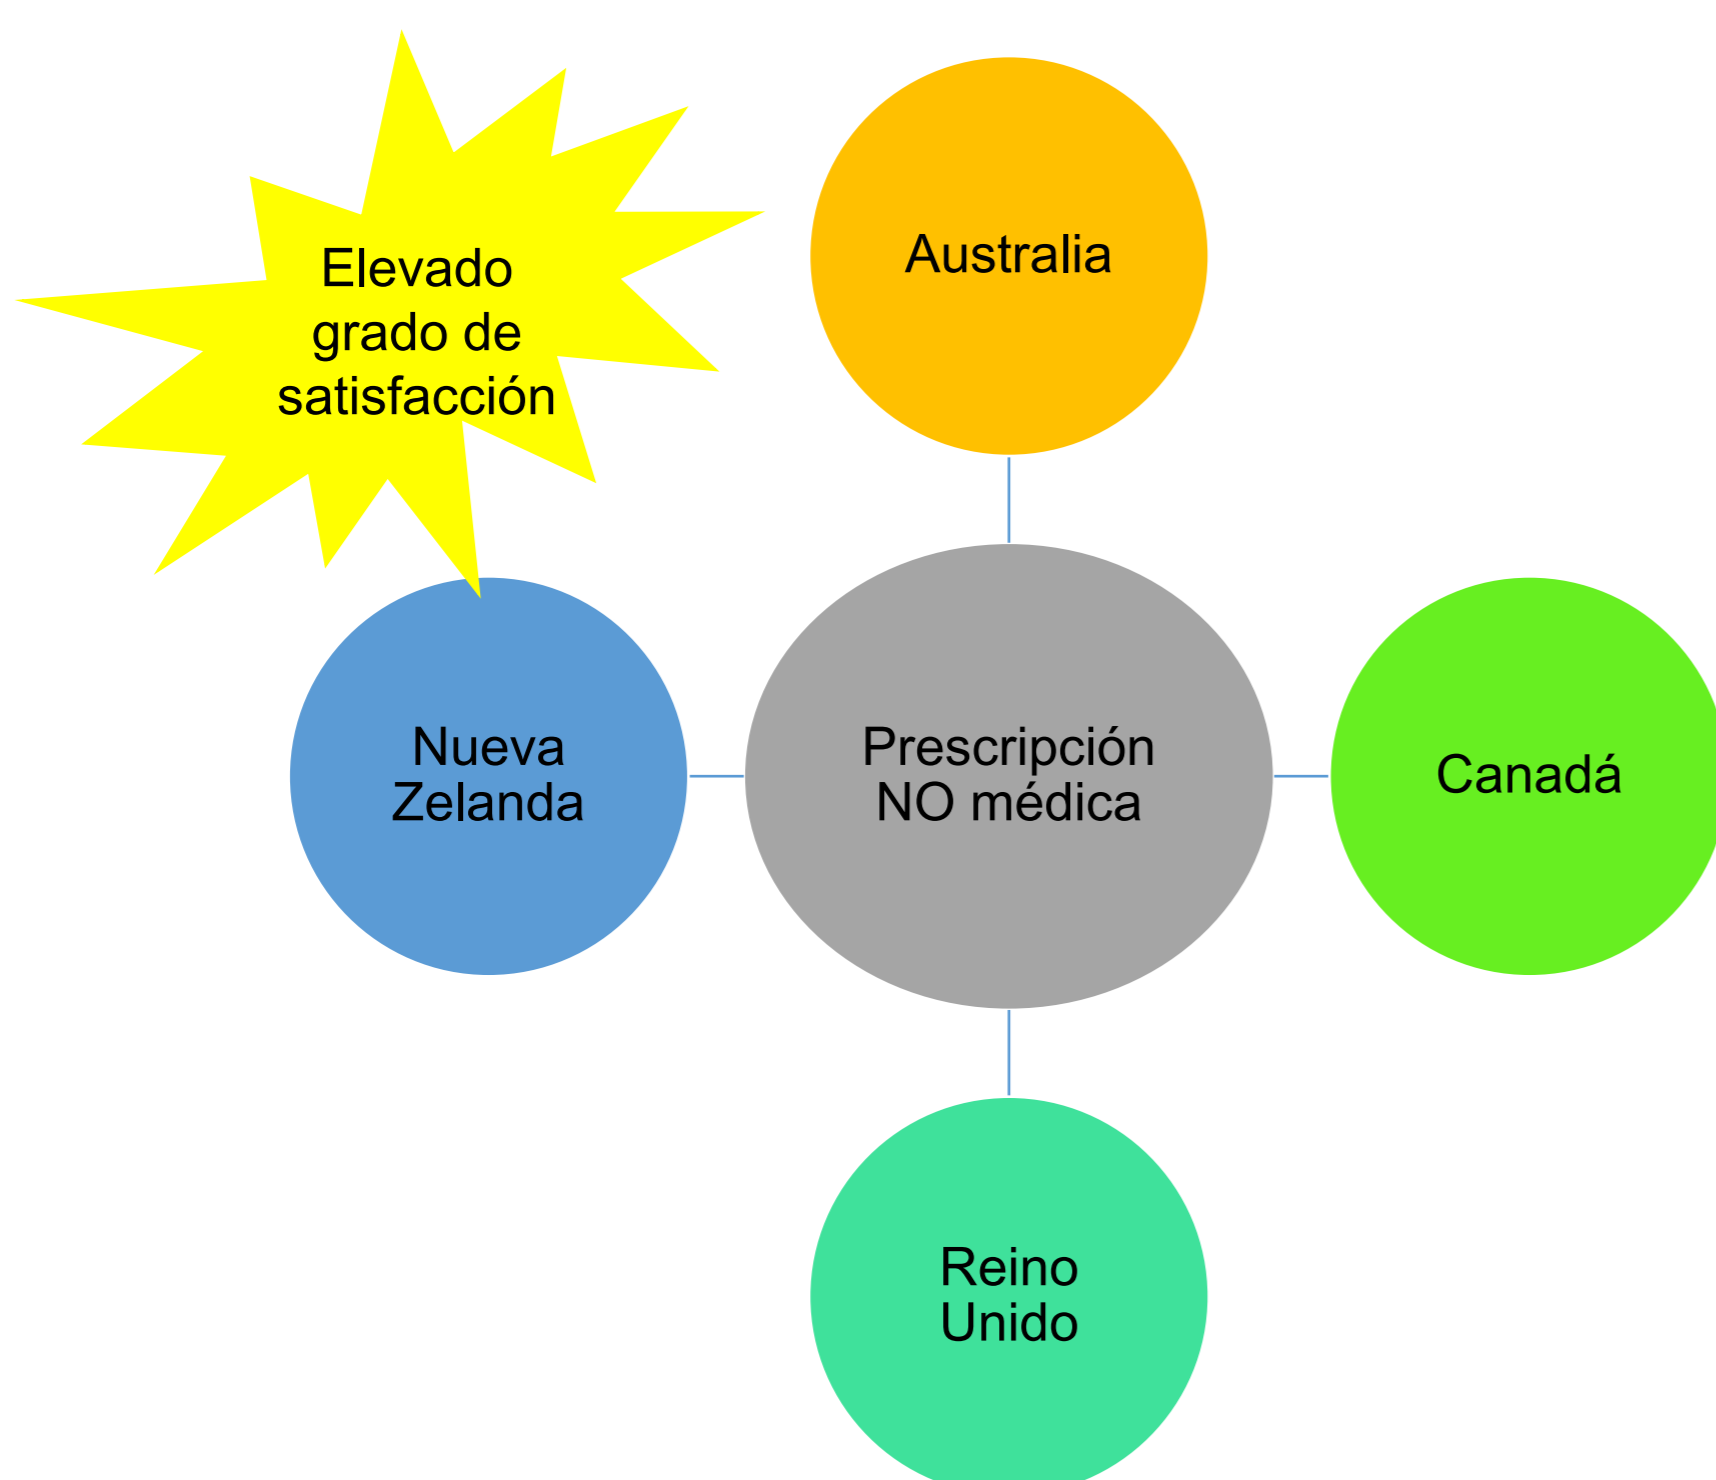 Elevado
grado de
satisfacción
Australia
Nueva
Zelanda
Prescripción
NO médica
Canadá
Reino
Unido